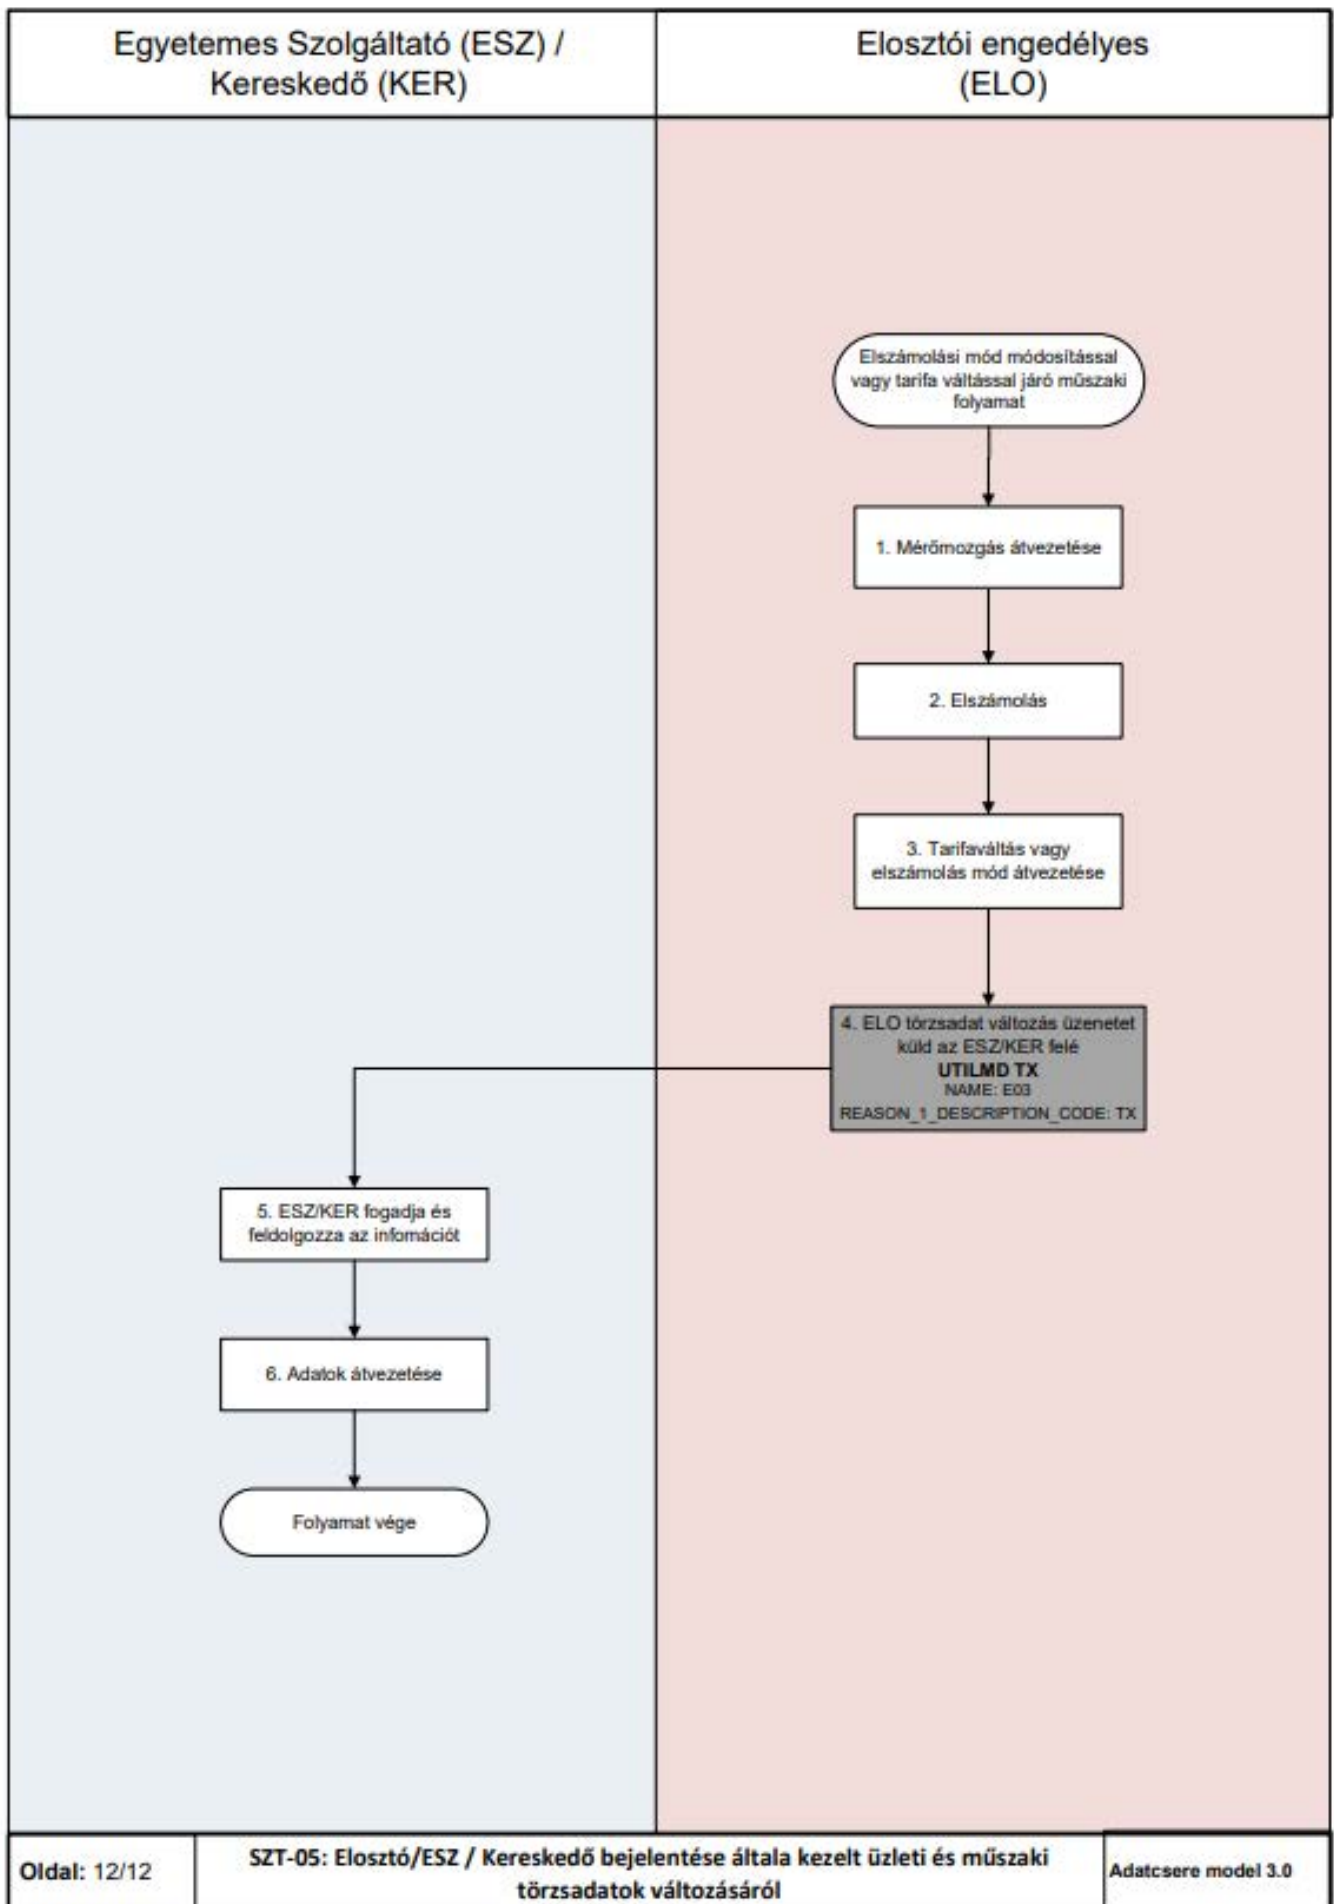 Egyetemes Szolgáltató (ESZ) /
Kereskedő (KER)
Elosztói engedélyes
(ELO)
Elszámolási mód módosítással
vagy tarifa váltással járó műszaki
folyamat
1. Mérőmozgás átvezetése
2. Elszámolás
3. Tarifaváltás vagy
elszámolás mód átvezetése
4. ELO törzsadat változás üzenetet
küld az ESZ/KER felé
UTILMD TX
NAME: E03
REASON_1_DESCRIPTION_CODE: TX
5. ESZ/KER fogadja és
feldolgozza az infomációt
6. Adatok átvezetése
Folyamat vége
Oldal: 12/12
SZT-05: Elosztó/ESZ / Kereskedő bejelentése általa kezelt üzleti és műszaki
törzsadatok változásáról
Adatcsere model 3.0